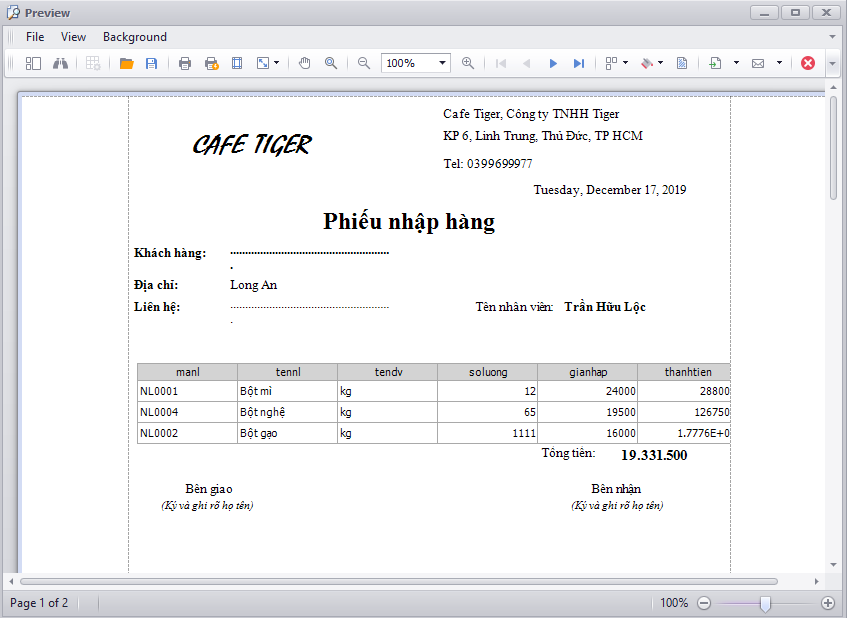 Preview
File View Background
100%
Cafe Tiger, Công ty TNHH Tiger
CAFE TIGER
KP 6, Linh Trung, Thủ Đức, TP HCM
Tel: 0399699977
Tuesday, December 17, 2019
Phiếu nhập hàng
Khách hàng: .....................................................
.
Địa chỉ: Long An
Liên hệ: ..................................................... Tên nhân viên: Trần Hữu Lộc
.
manl tennl tendv soluong gianhap thanhtien
NL0001 Bột mì kg 12 24000 28800
NL0004 Bột nghệ kg 65 19500 126750
NL0002 Bột gạo kg 1111 16000 1.7776E+0
Tổng tiền: 19.331.500
Bên giao Bên nhận
(Ký và ghi rõ họ tên) (Ký và ghi rõ họ tên)
Page 1 of 2 100%